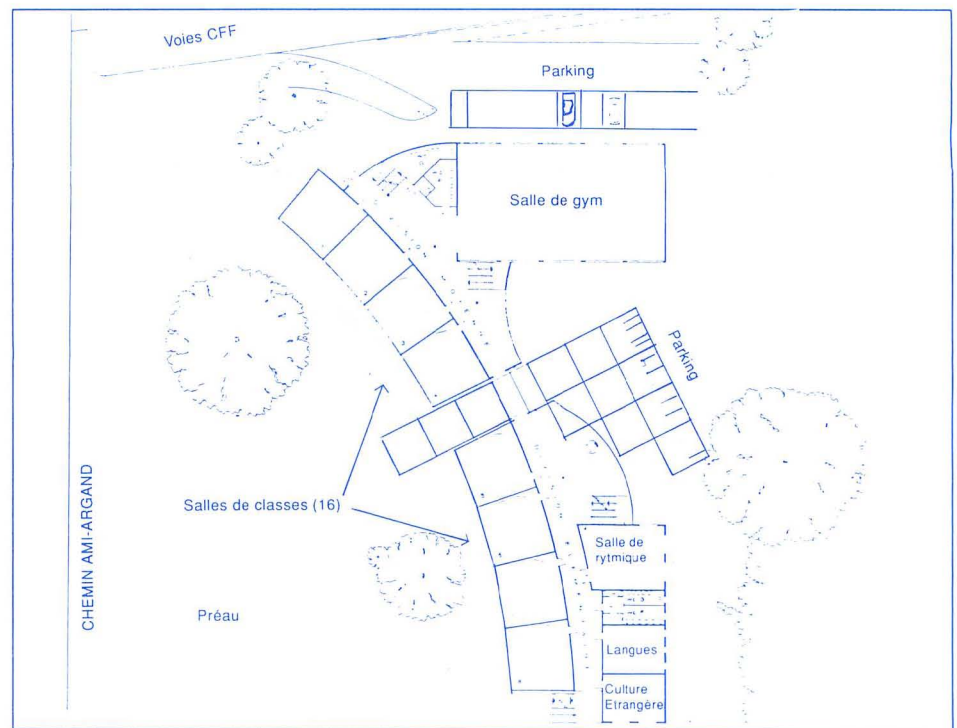 Voies CFF
Parking
Salle de gym
Parking
Salles de classes (16)
CHEMIN AMI-ARGAND
Salle de
rytmique
Préau
Langues
Culture
Etrangère